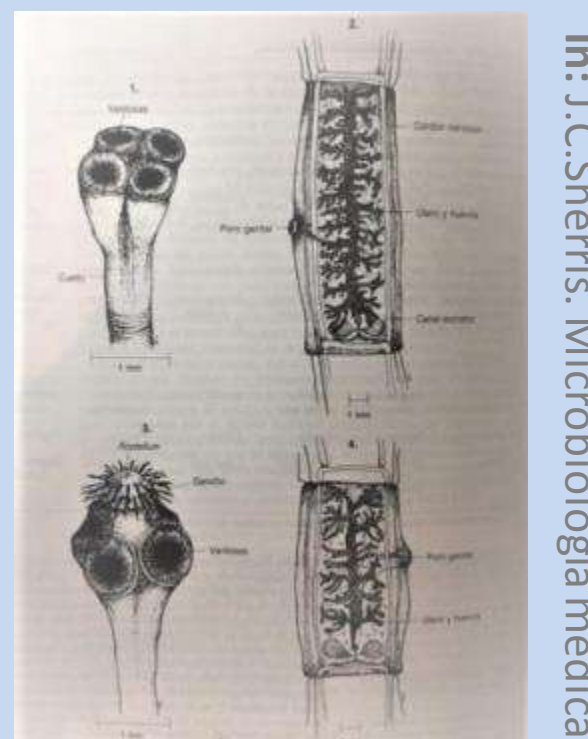 1.
Ventosas
Cuello
1 mm
2.
Cordón nervioso
Útero y huevos
Poro genital
Canal excretor
1 mm
3.
Rostellum
Gancho
Ventosas
1 mm
4.
Poro genital
Útero y huevos
In: J.C.Sherris. Microbiología médica